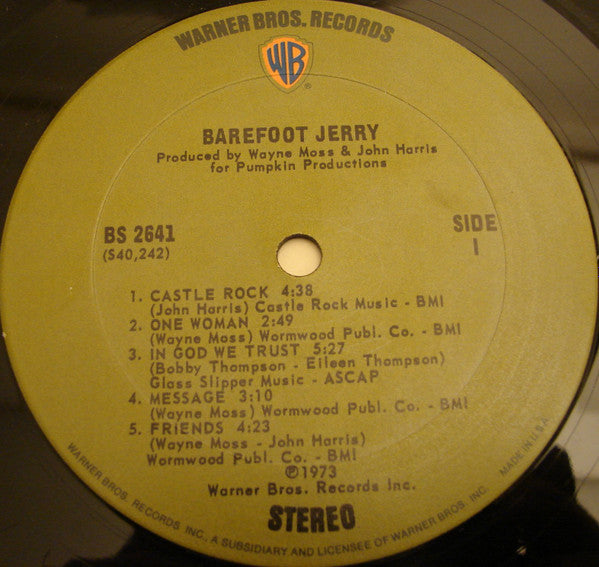 WARNER BROS. RECORDS
WB
®
BAREFOOT JERRY
Produced by Wayne Moss & John Harris
for Pumpkin Productions
BS 2641
(S40,242)
SIDE
1
1. CASTLE ROCK 4:38
(John Harris) Castle Rock Music - BMI
2. ONE WOMAN 2:49
(Wayne Moss) Wormwood Publ. Co. - BMI
3. IN GOD WE TRUST 5:27
(Bobby Thompson - Eileen Thompson)
Glass Slipper Music - ASCAP
4. MESSAGE 3:10
(Wayne Moss) Wormwood Publ. Co. - BMI
5. FRIENDS 4:23
(Wayne Moss - John Harris)
Wormwood Publ. Co. - BMI
℗1973
Warner Bros. Records Inc.
STEREO
WARNER BROS. RECORDS INC., A SUBSIDIARY AND LICENSEE OF WARNER BROS. INC.
MADE IN U.S.A.